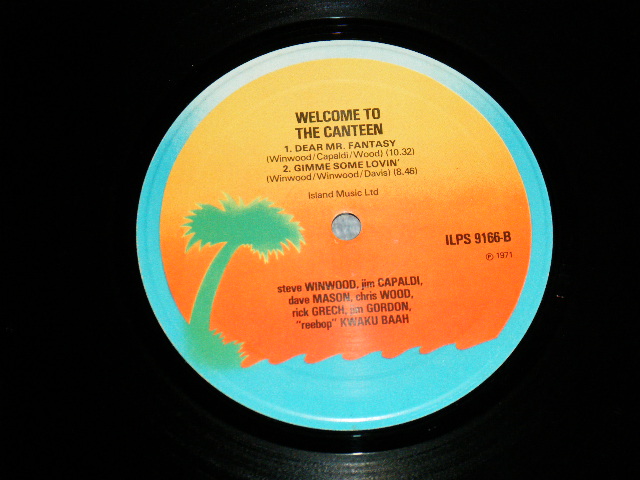 WELCOME TO
THE CANTEEN
1. DEAR MR. FANTASY
(Winwood/Capaldi/Wood) (10.32)
2. GIMME SOME LOVIN'
(Winwood/Winwood/Davis) (8.46)
Island Music Ltd
ILPS 9166-B
℗ 1971
steve WINWOOD, jim CAPALDI,
dave MASON, chris WOOD,
rick GRECH, jim GORDON,
"reebop" KWAKU BAAH